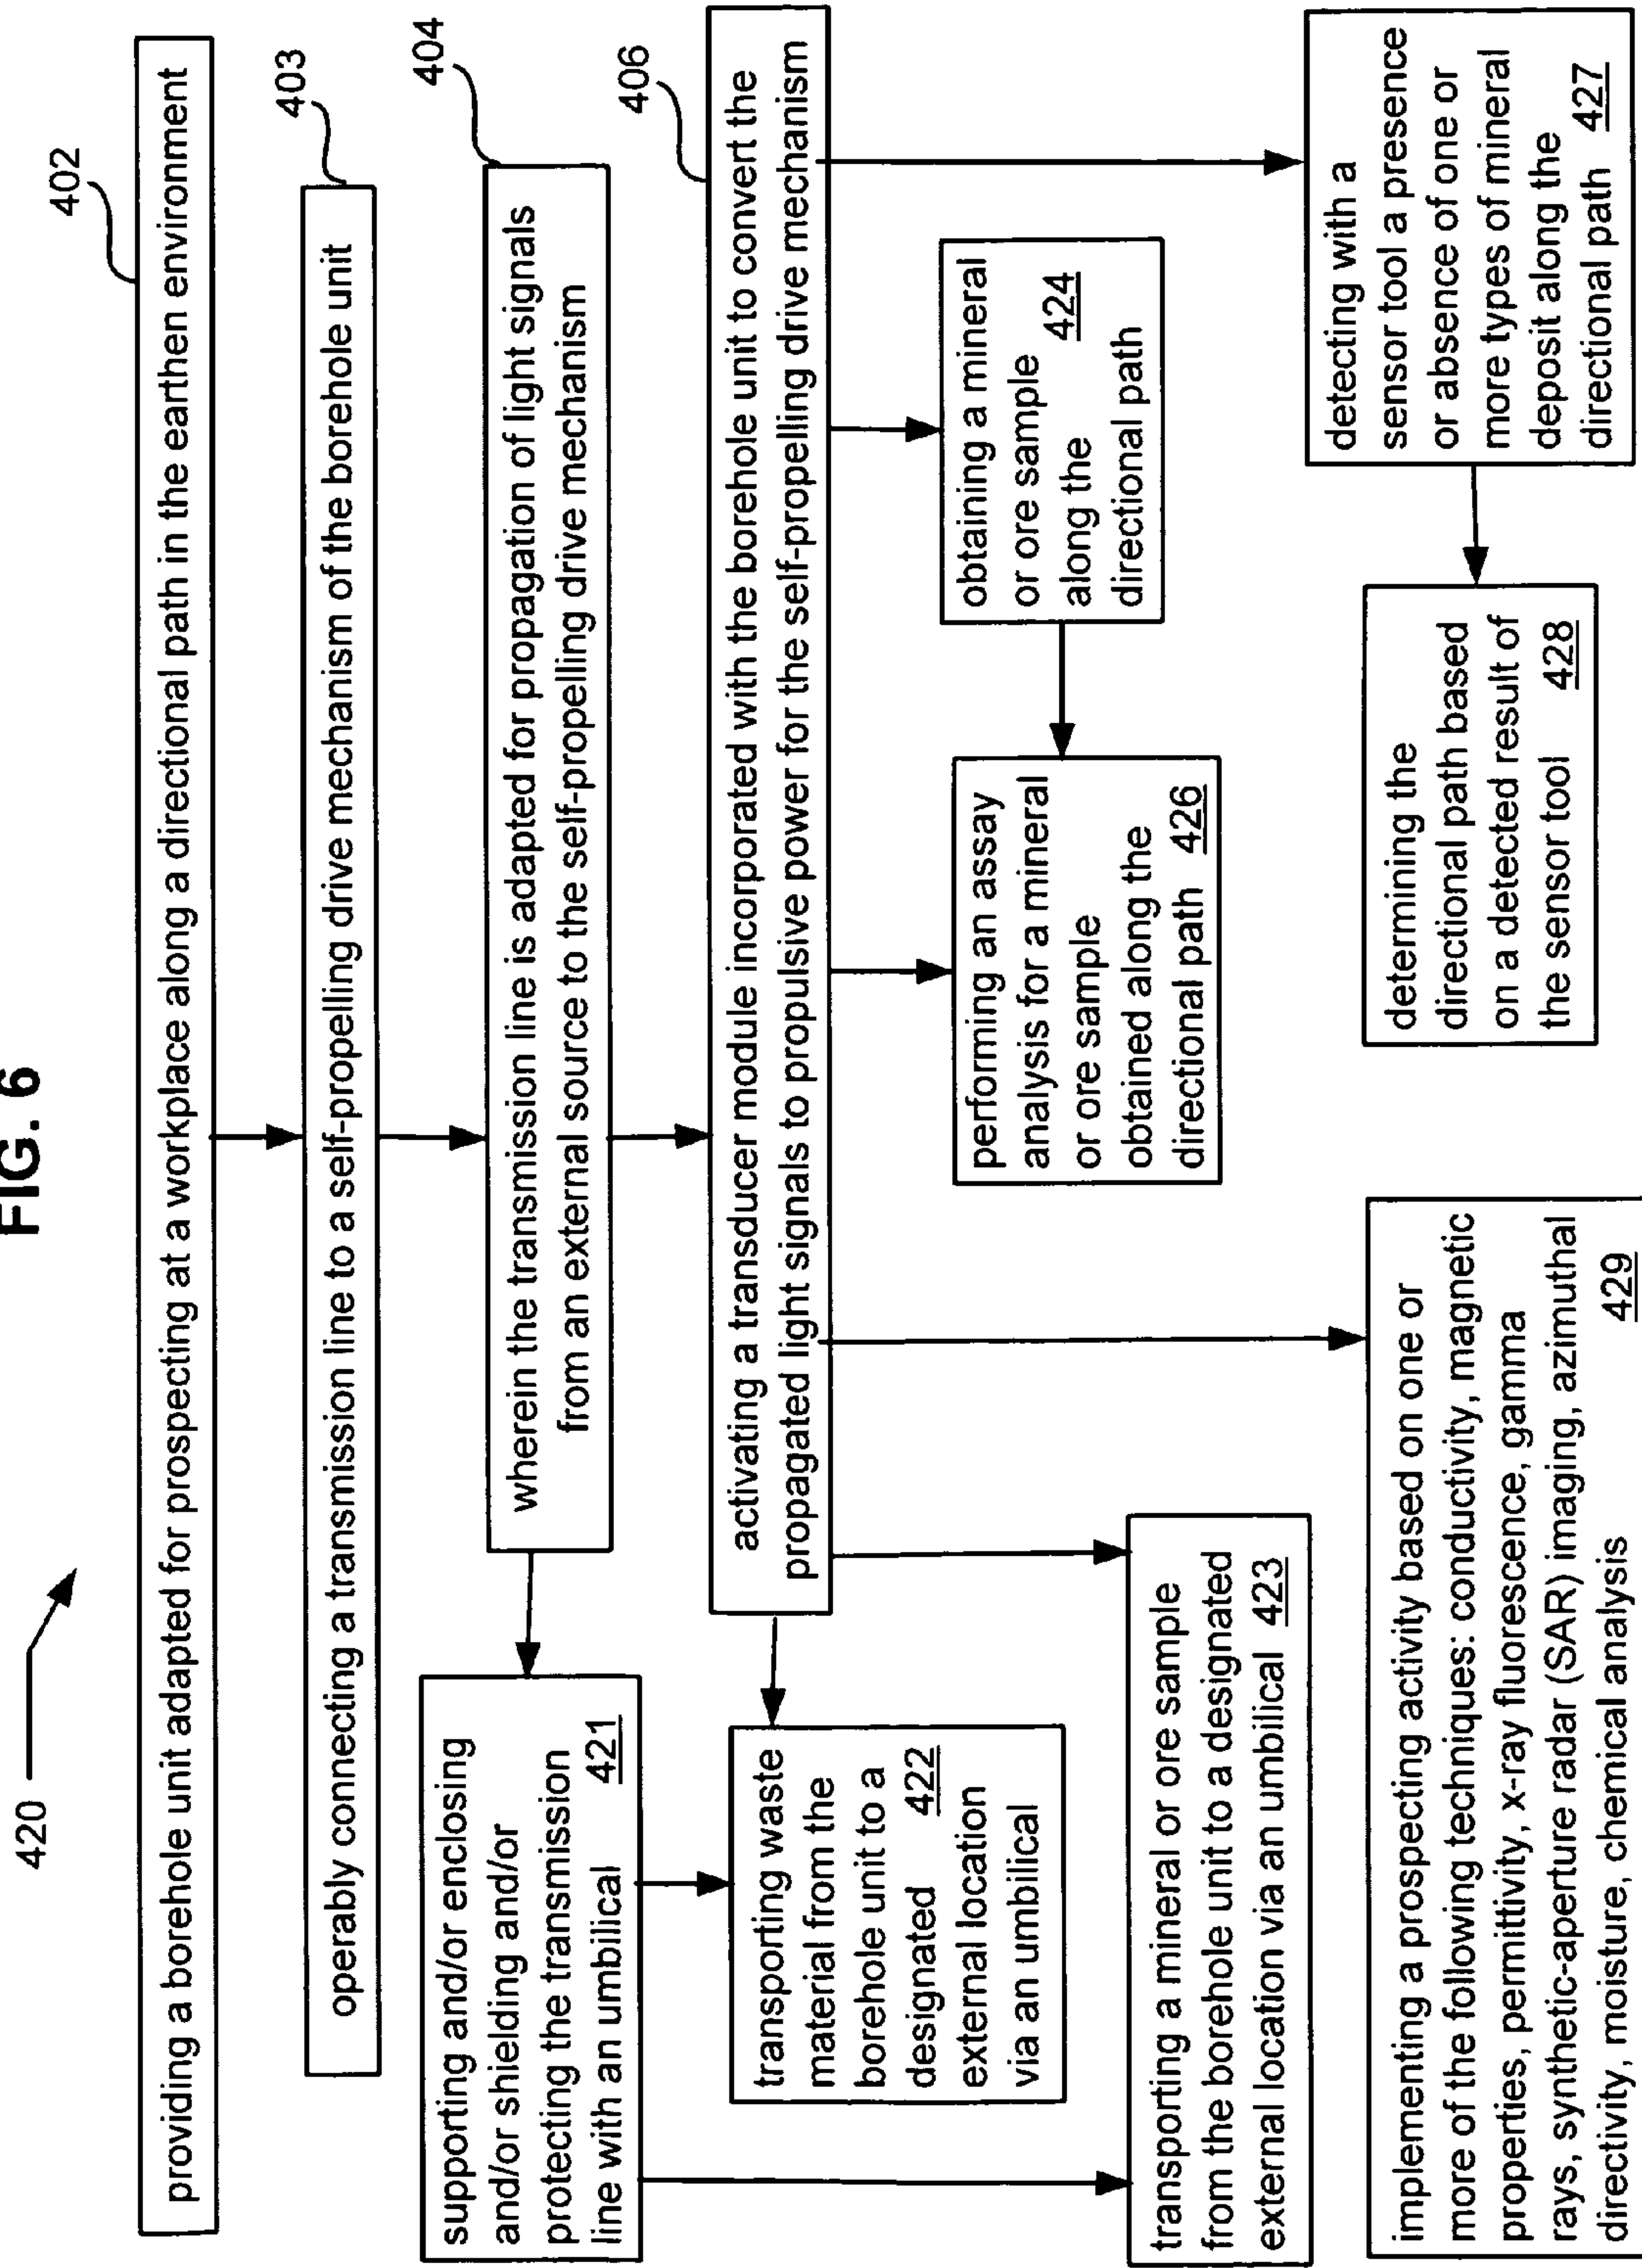 FIG. 6
420
402
providing a borehole unit adapted for prospecting at a workplace along a directional path in the earthen environment
403
operably connecting a transmission line to a self-propelling drive mechanism of the borehole unit
404
wherein the transmission line is adapted for propagation of light signals
from an external source to the self-propelling drive mechanism
406
activating a transducer module incorporated with the borehole unit to convert the
propagated light signals to propulsive power for the self-propelling drive mechanism
supporting and/or enclosing
and/or shielding and/or
protecting the transmission
line with an umbilical 421
transporting waste
material from the
borehole unit to a
designated 422
external location
via an umbilical
transporting a mineral or ore sample
from the borehole unit to a designated
external location via an umbilical 423
obtaining a mineral
or ore sample
along the 424
directional path
performing an assay
analysis for a mineral
or ore sample
obtained along the
directional path 426
detecting with a
sensor tool a presence
or absence of one or
more types of mineral
deposit along the
directional path 427
determining the
directional path based
on a detected result of
the sensor tool 428
implementing a prospecting activity based on one or
more of the following techniques: conductivity, magnetic
properties, permittivity, x-ray fluorescence, gamma
rays, synthetic-aperture radar (SAR) imaging, azimuthal
directivity, moisture, chemical analysis 429